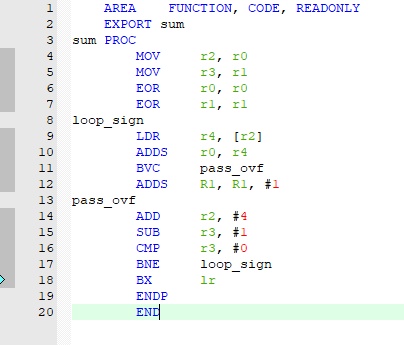 1 AREA FUNCTION, CODE, READONLY
2 EXPORT sum
3 sum PROC
4 MOV r2, r0
5 MOV r3, r1
6 EOR r0, r0
7 EOR r1, r1
8 loop_sign
9 LDR r4, [r2]
10 ADDS r0, r4
11 BVC pass_ovf
12 ADDS R1, R1, #1
13 pass_ovf
14 ADD r2, #4
15 SUB r3, #1
16 CMP r3, #0
17 BNE loop_sign
18 BX lr
19 ENDP
20 END